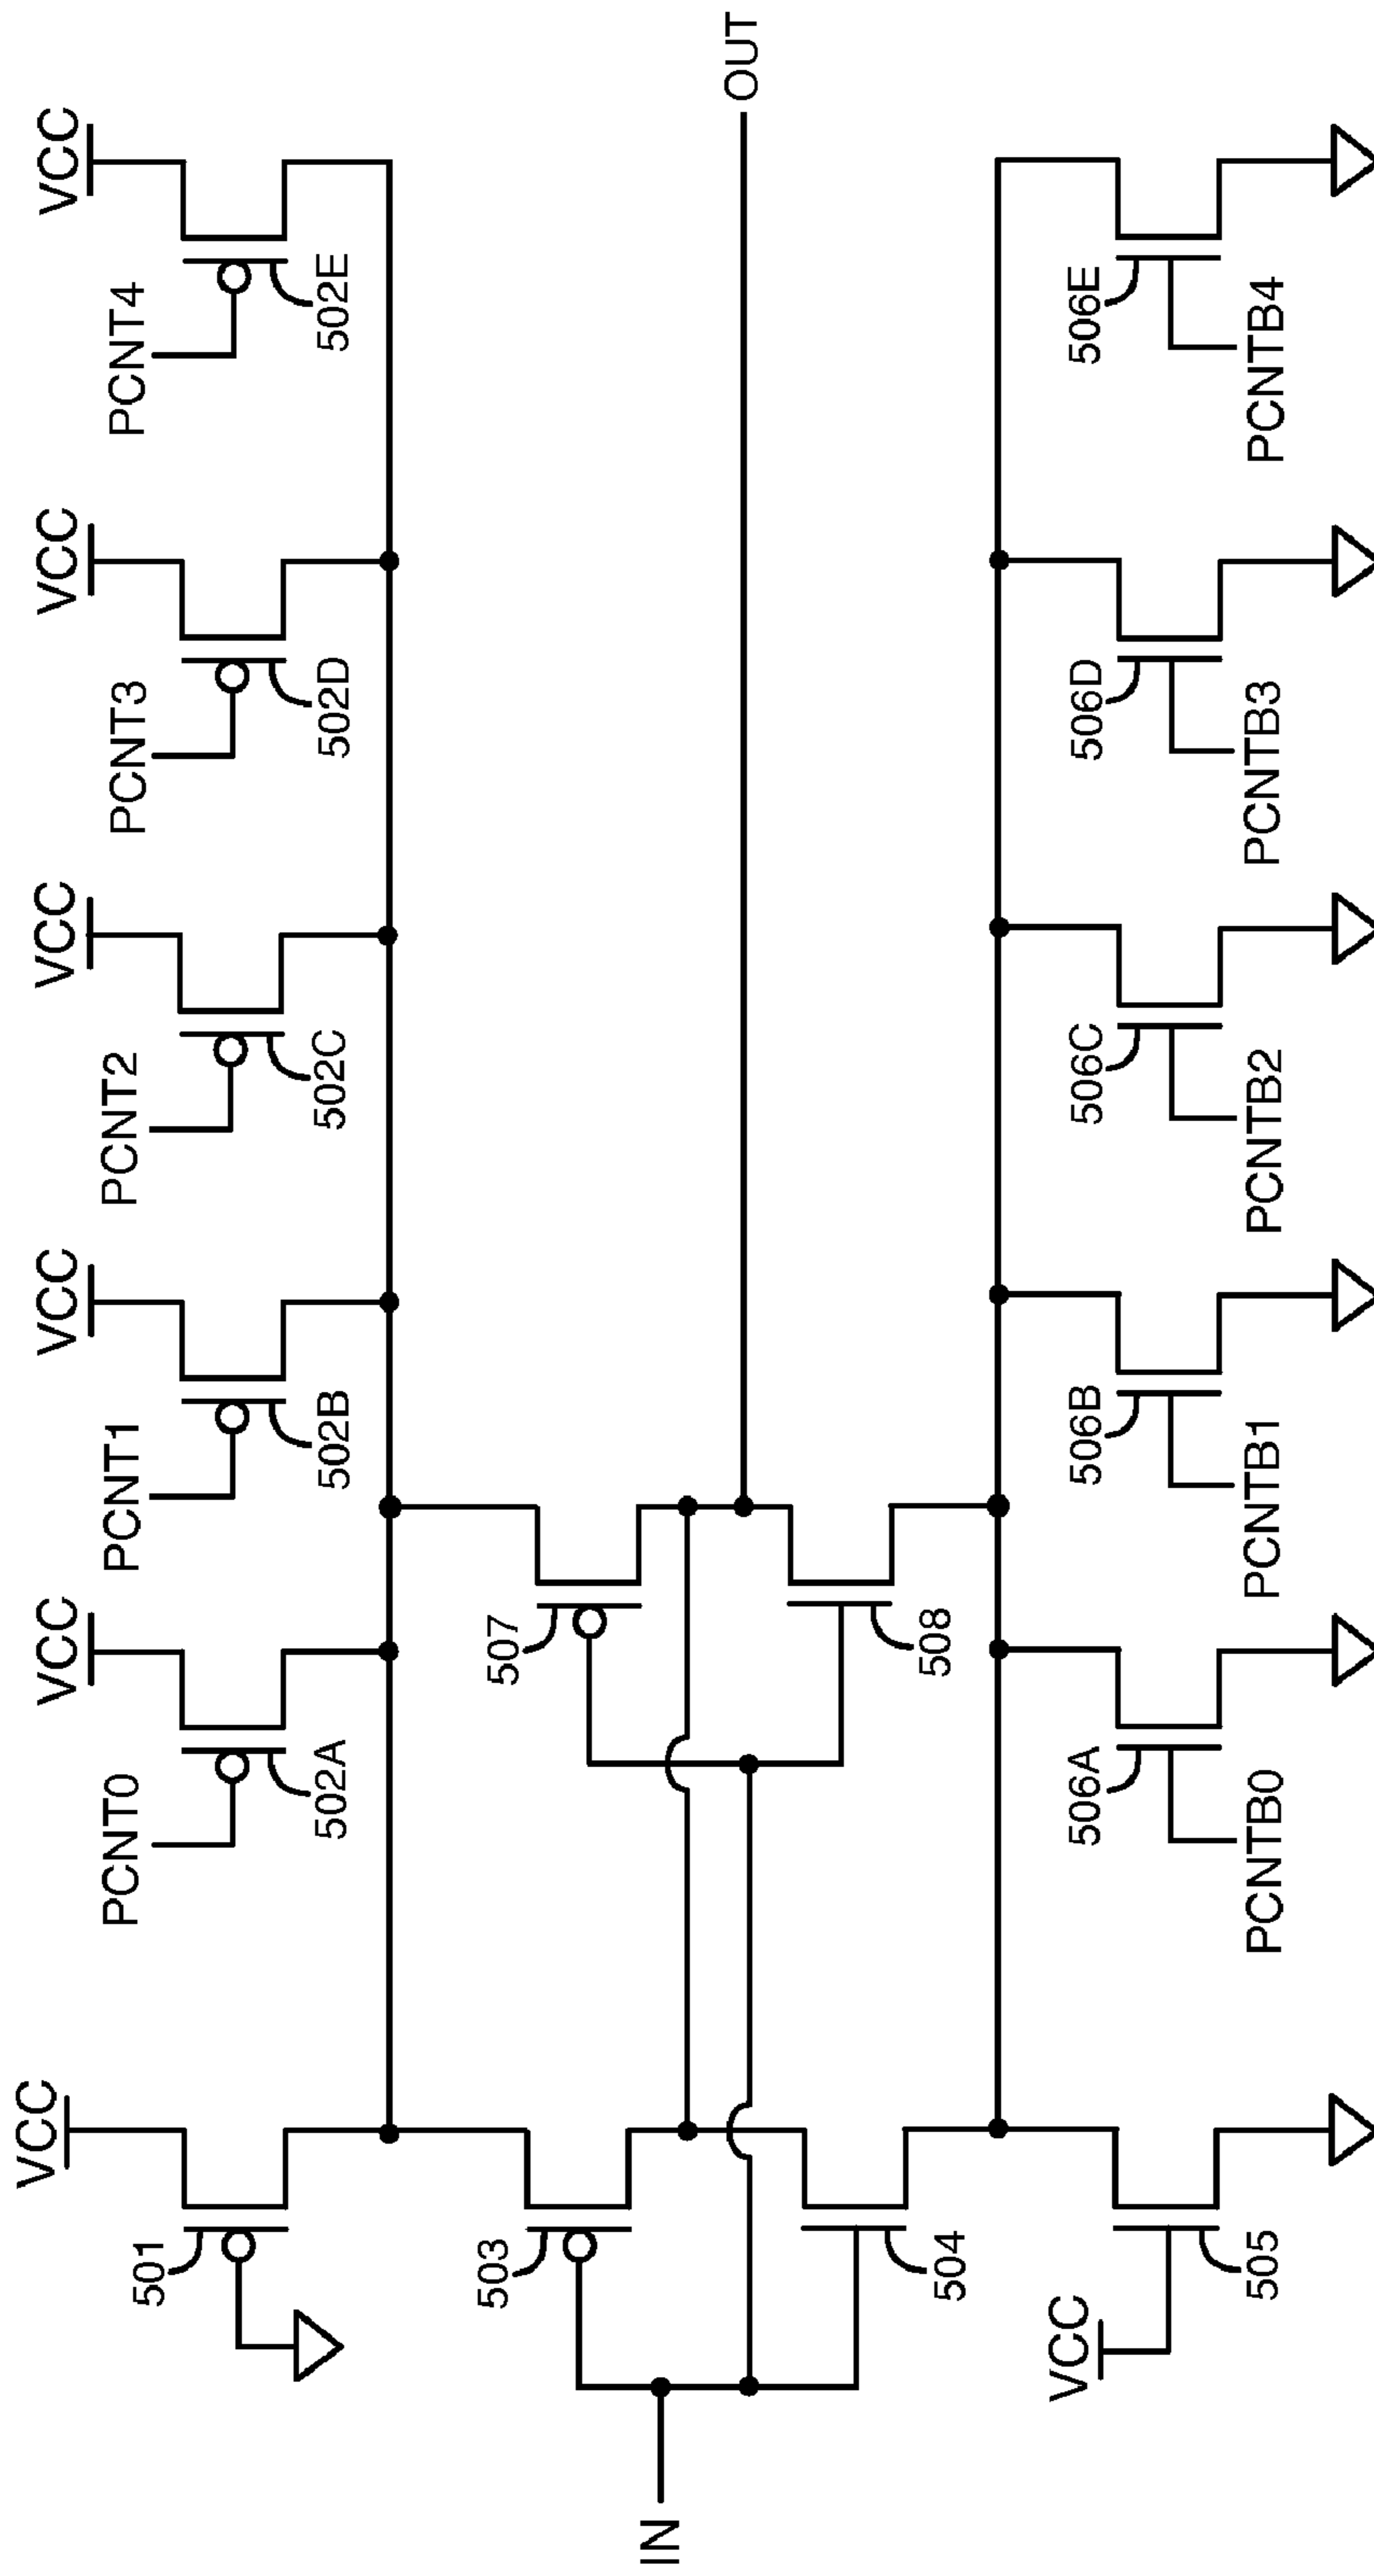 VCC
VCC
VCC
VCC
VCC
VCC
PCNT0
PCNT1
PCNT2
PCNT3
PCNT4
501
502A
502B
502C
502D
502E
503
507
OUT
IN
504
508
VCC
505
506A
506B
506C
506D
506E
PCNTB0
PCNTB1
PCNTB2
PCNTB3
PCNTB4